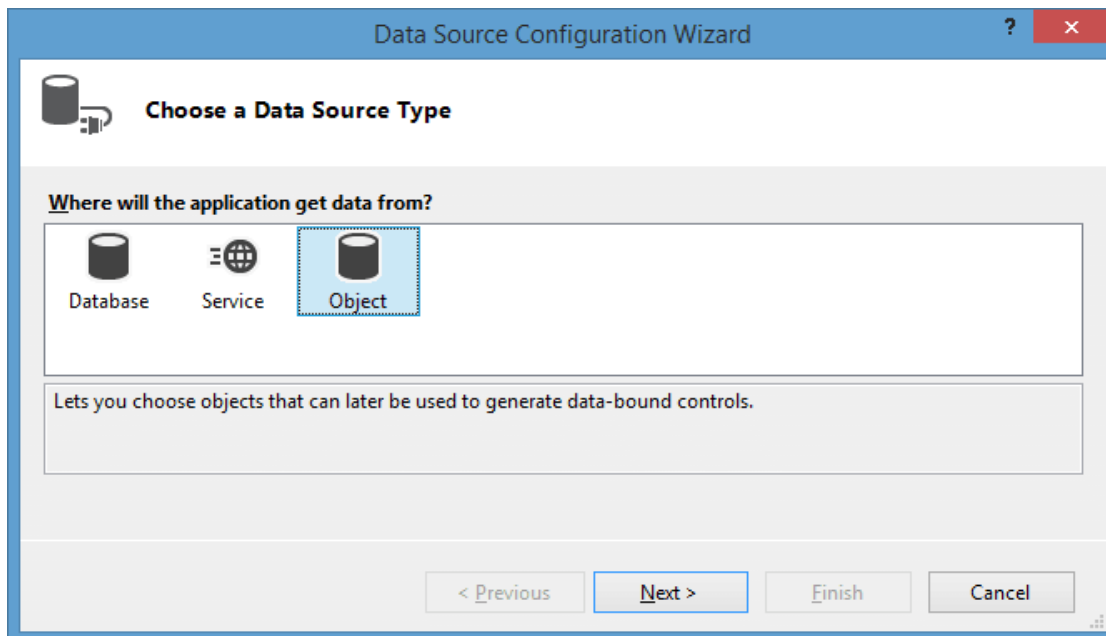 Data Source Configuration Wizard
?
Choose a Data Source Type
Where will the application get data from?
Database Service Object
Lets you choose objects that can later be used to generate data-bound controls.
< Previous Next > Finish Cancel